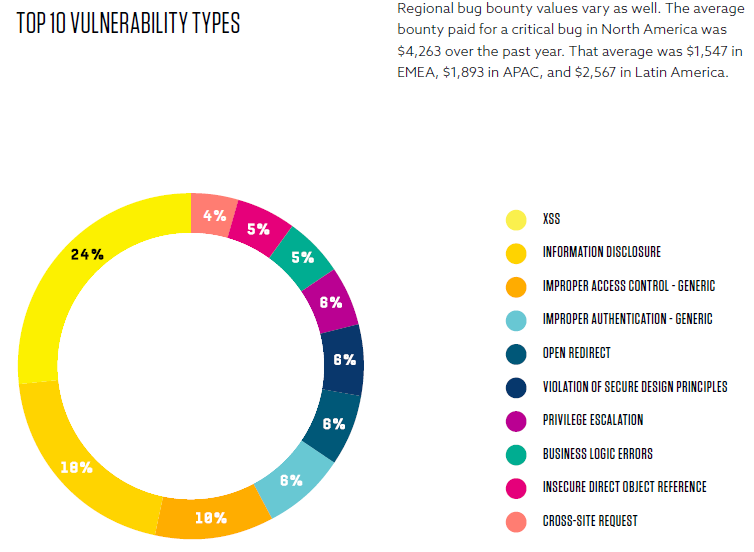 TOP 10 VULNERABILITY TYPES
Regional bug bounty values vary as well. The average
bounty paid for a critical bug in North America was
$4,263 over the past year. That average was $1,547 in
EMEA, $1,893 in APAC, and $2,567 in Latin America.
4%
5%
5%
6%
6%
6%
6%
10%
18%
24%
XSS
INFORMATION DISCLOSURE
IMPROPER ACCESS CONTROL - GENERIC
IMPROPER AUTHENTICATION - GENERIC
OPEN REDIRECT
VIOLATION OF SECURE DESIGN PRINCIPLES
PRIVILEGE ESCALATION
BUSINESS LOGIC ERRORS
INSECURE DIRECT OBJECT REFERENCE
CROSS-SITE REQUEST